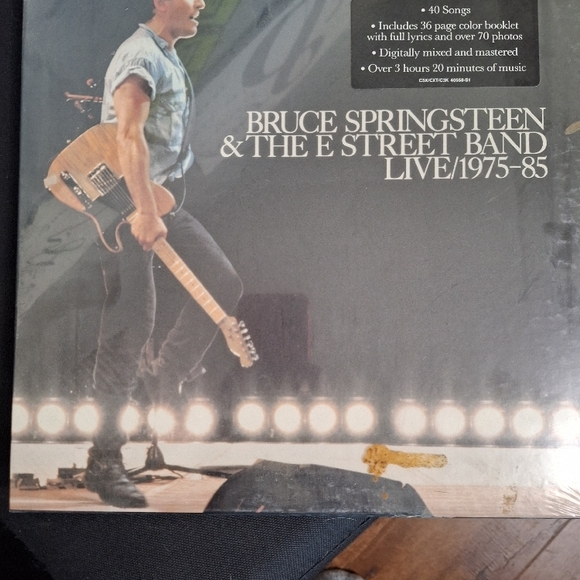 • 40 Songs
• Includes 36 page color booklet
with full lyrics and over 70 photos
• Digitally mixed and mastered
• Over 3 hours 20 minutes of music
BRUCE SPRINGSTEEN
& THE E STREET BAND
LIVE/1975–85